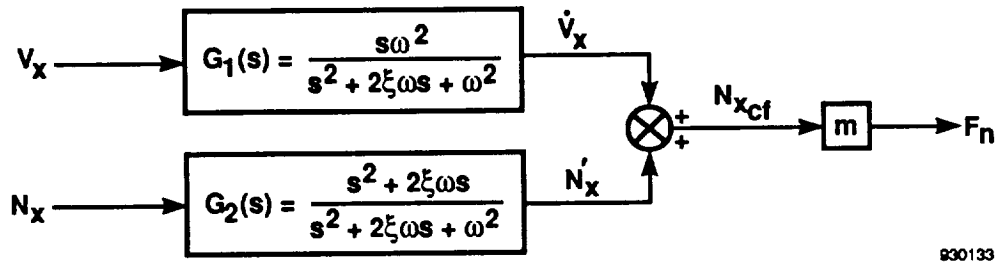 V_x
G_1(s) = sω^2 / (s^2 + 2ξωs + ω^2)
V̇_x
N_x
G_2(s) = (s^2 + 2ξωs) / (s^2 + 2ξωs + ω^2)
N'_x
+
+
N_x_cf
m
F_n
930133